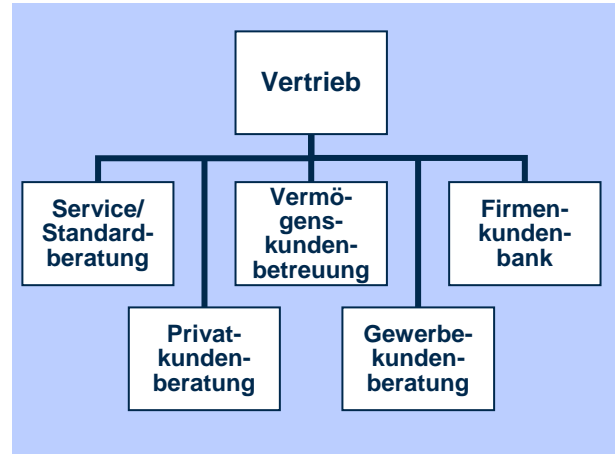 Vertrieb
Service/
Standard-
beratung
Vermö-
gens-
kunden-
betreuung
Firmen-
kunden-
bank
Privat-
kunden-
beratung
Gewerbe-
kunden-
beratung